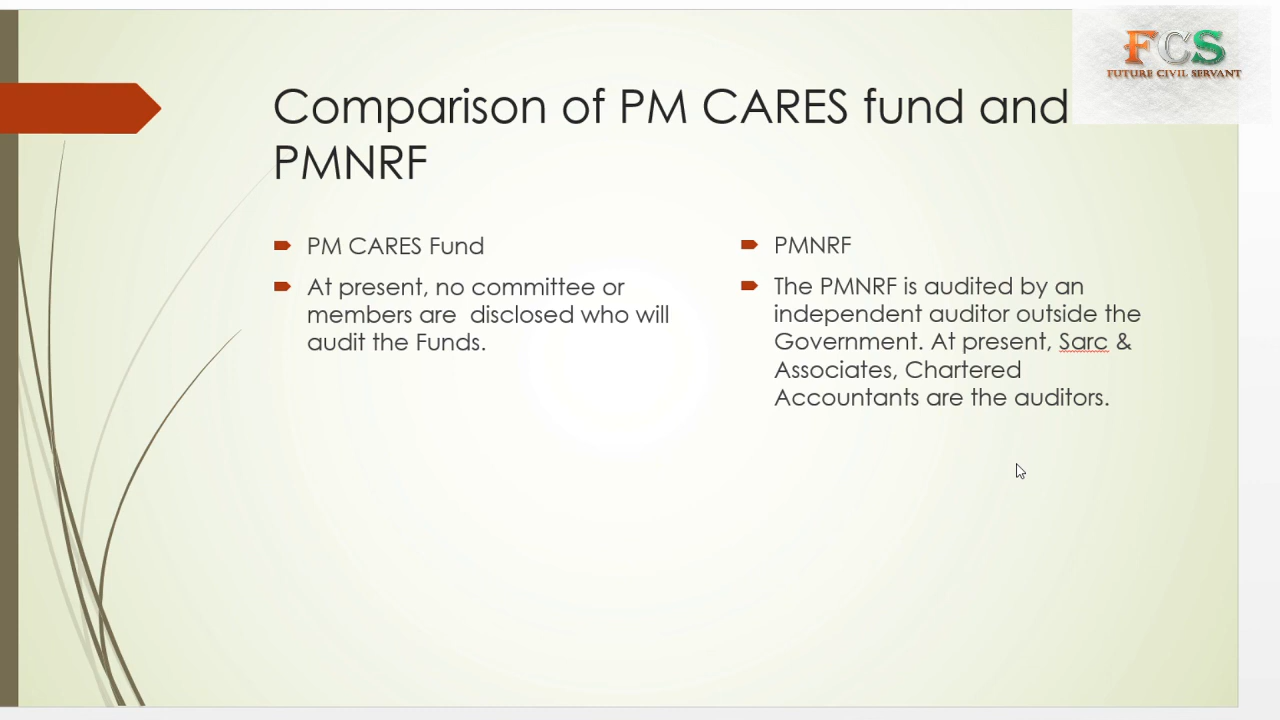 FCS
FUTURE CIVIL SERVANT
Comparison of PM CARES fund and
PMNRF
PM CARES Fund
At present, no committee or
members are  disclosed who will
audit the Funds.
PMNRF
The PMNRF is audited by an
independent auditor outside the
Government. At present, Sarc &
Associates, Chartered
Accountants are the auditors.